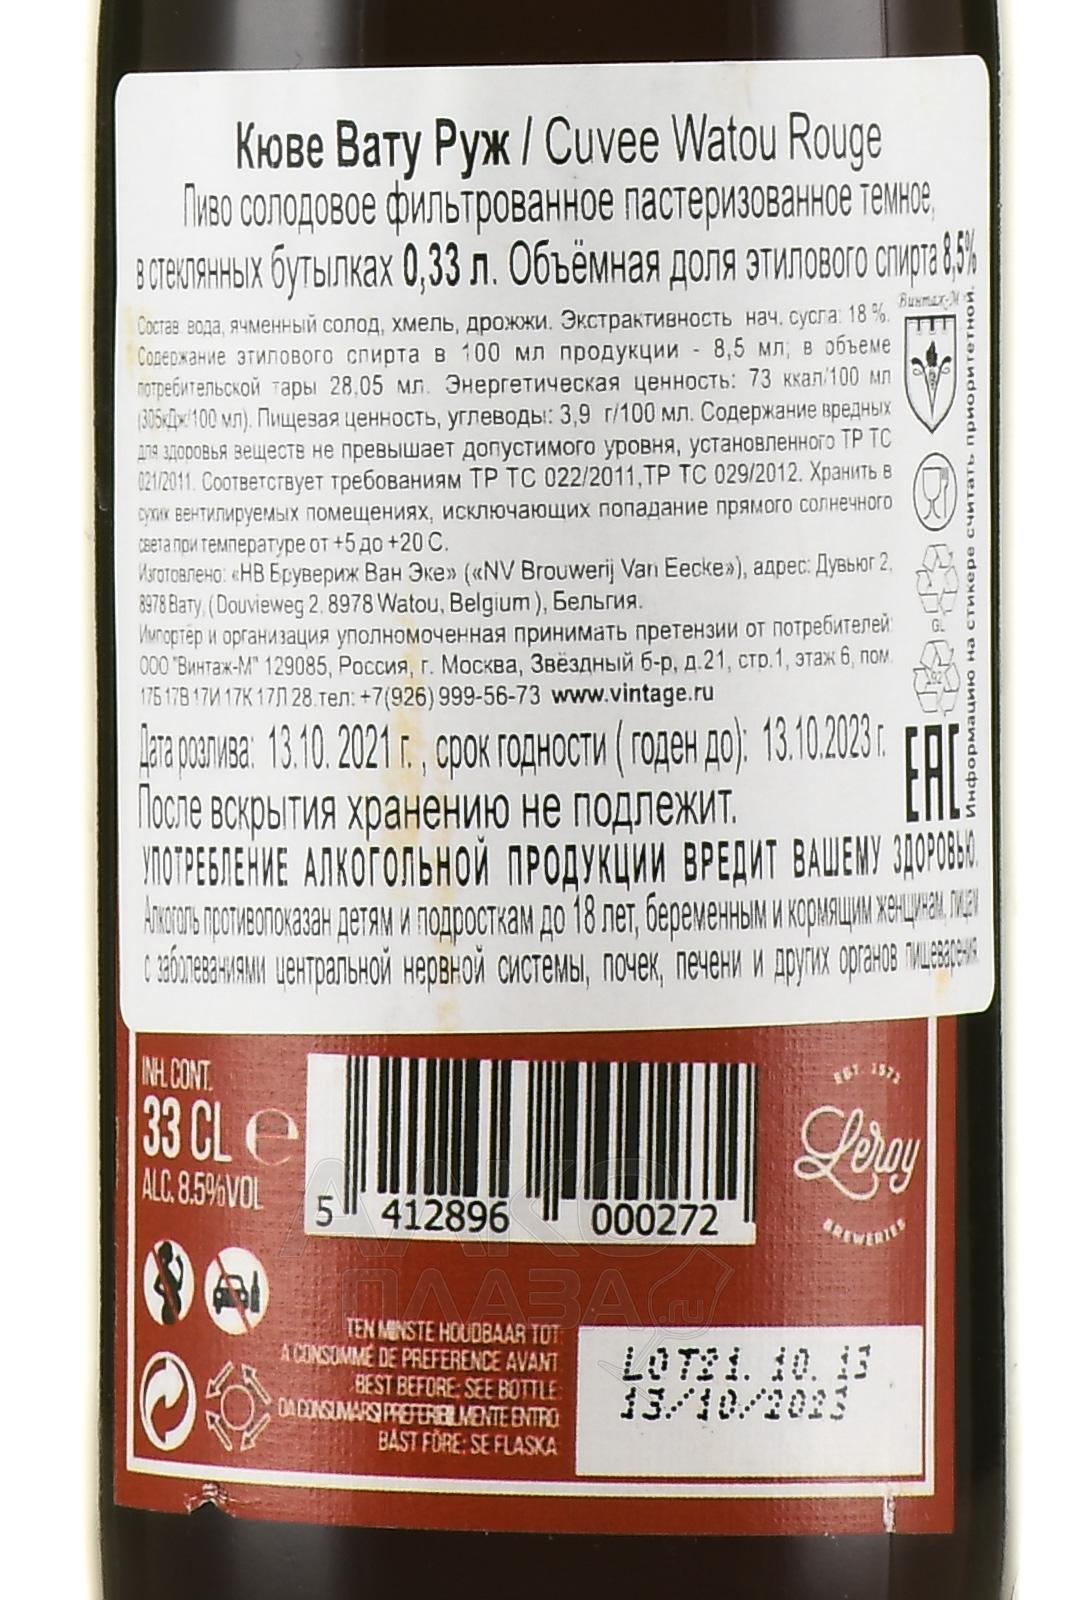 Кюве Вату Руж / Cuvee Watou Rouge
Пиво солодовое фильтрованное пастеризованное темное,
в стеклянных бутылках 0,33 л. Объёмная доля этилового спирта 8,5%
Состав вода, ячменный солод, хмель, дрожжи. Экстрактивность нач. сусла: 18 %.
Содержание этилового спирта в 100 мл продукции - 8,5 мл; в объеме
потребительской тары 28,05 мл. Энергетическая ценность: 73 ккал/100 мл
(305кДж/100 мл). Пищевая ценность, углеводы: 3,9 г/100 мл. Содержание вредных
для здоровья веществ не превышает допустимого уровня, установленного ТР ТС
021/2011. Соответствует требованиям ТР ТС 022/2011,ТР ТС 029/2012. Хранить в
сухих вентилируемых помещениях, исключающих попадание прямого солнечного
света при температуре от +5 до +20 С.
Изготовлено: «НВ Брувериж Ван Эке» («NV Brouwerij Van Eecke»), адрес: Дувьюг 2,
8978 Вату, ( Douvieweg 2, 8978 Watou, Belgium ), Бельгия.
Импортёр и организация уполномоченная принимать претензии от потребителей:
ООО "Винтаж-М" 129085, Россия, г. Москва, Звёздный б-р, д.21, стр.1, этаж 6, пом.
17Б 17В 17И 17К 17Л 28.тел: +7(926) 999-56-73 www.vintage.ru
Дата розлива: 13.10. 2021 г. , срок годности ( годен до): 13.10.2023 г.
После вскрытия хранению не подлежит.
УПОТРЕБЛЕНИЕ АЛКОГОЛЬНОЙ ПРОДУКЦИИ ВРЕДИТ ВАШЕМУ ЗДОРОВЬЮ.
Алкоголь противопоказан детям и подросткам до 18 лет, беременным и кормящим женщинам, лицам
с заболеваниями центральной нервной системы, почек, печени и других органов пищеварения.
Винтаж-М
GL
EAC
Информацию на стикере считать приоритетной.
INH. CONT.
33 CL e
ALC. 8.5%VOL
5 412896 000272
EST. 1572
Leroy
BREWERIES
АЛКО
ПЛАЗА.ru
TEN MINSTE HOUDBAAR TOT:
A CONSOMMÉ DE PREFERENCE AVANT
BEST BEFORE: SEE BOTTLE
DA CONSUMARSI PREFERIBILMENTE ENTRO
BÄST FÖRE: SE FLASKA
LOT21. 10. 13
13/10/2023